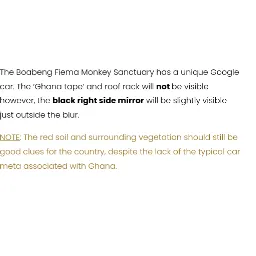 The Boabeng Fiema Monkey Sanctuary has a unique Google
car. The 'Ghana tape' and roof rack will not be visible
however, the black right side mirror will be slightly visible
just outside the blur.
NOTE: The red soil and surrounding vegetation should still be
good clues for the country, despite the lack of the typical car
meta associated with Ghana.